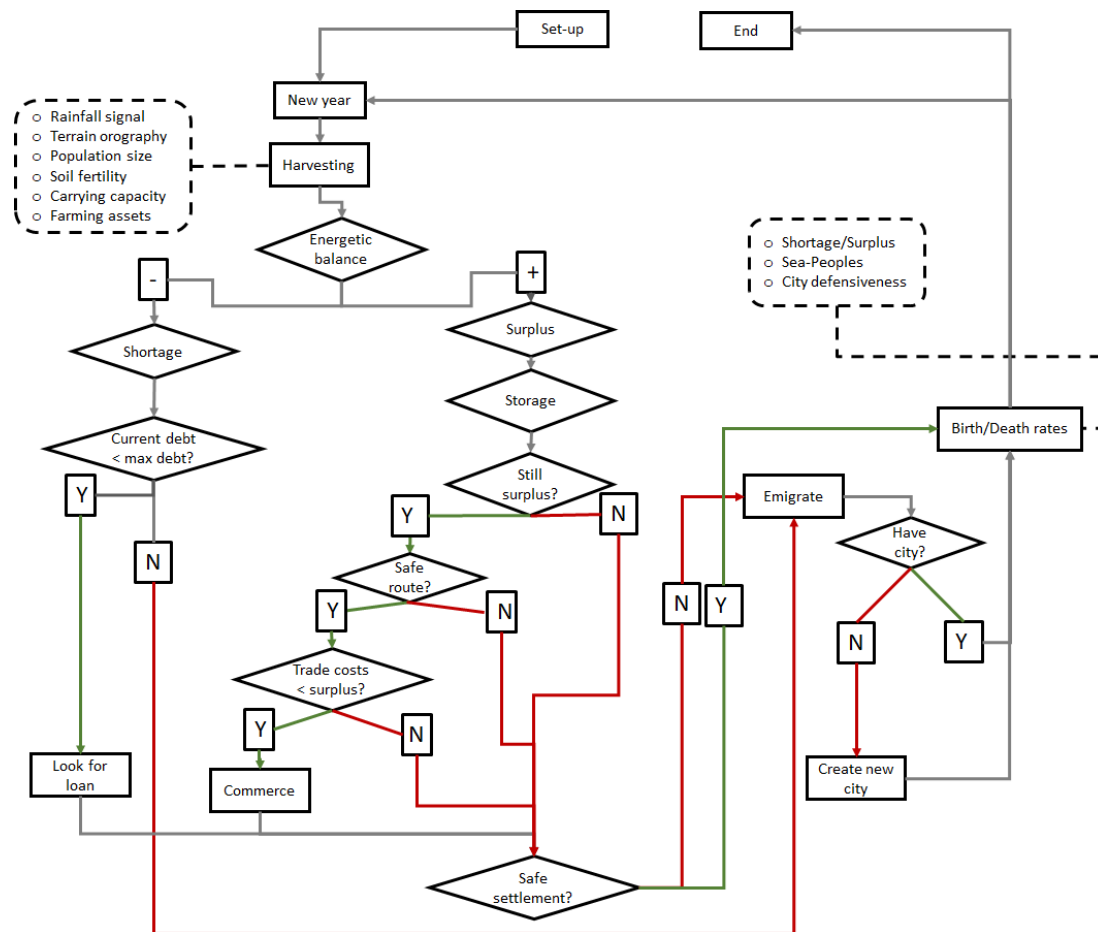 Set-up
End
New year
○ Rainfall signal
○ Terrain orography
○ Population size
○ Soil fertility
○ Carrying capacity
○ Farming assets
Harvesting
Energetic
balance
○ Shortage/Surplus
○ Sea-Peoples
○ City defensiveness
-
+
Shortage
Surplus
Storage
Current debt
< max debt?
Birth/Death rates
Still
surplus?
Y
N
Emigrate
Y
N
Have
city?
Safe
route?
Y
N
N
Y
N
Y
Trade costs
< surplus?
Y
N
Look for
loan
Commerce
Create new
city
Safe
settlement?